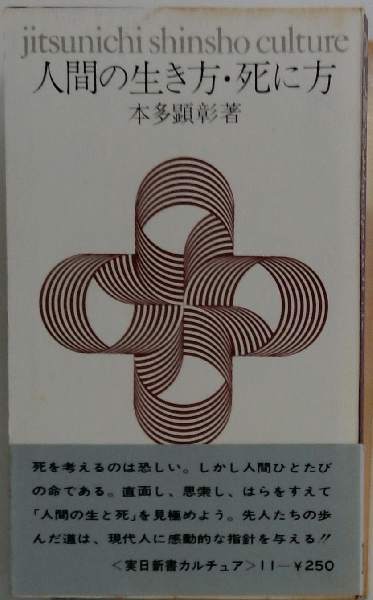 jitsunichi shinsho culture
人間の生き方・死に方
本多顕彰著
死を考えるのは恐しい。しかし人間ひとたび
の命である。直面し、思索し、はらをすえて
「人間の生と死」を見極めよう。先人たちの歩
んだ道は、現代人に感動的な指針を与える!!
〈実日新書カルチュア〉11—¥250